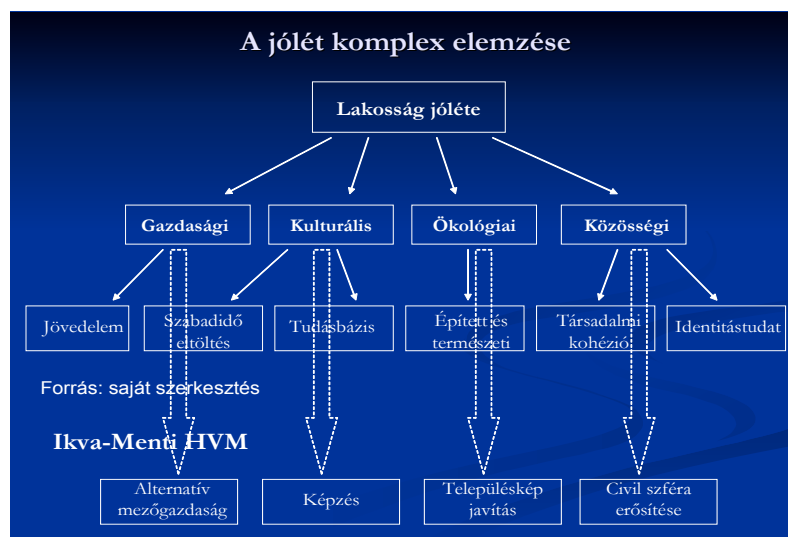 A jólét komplex elemzése
Lakosság jóléte
Gazdasági
Kulturális
Ökológiai
Közösségi
Jövedelem
Szabadidő
eltöltés
Tudásbázis
Épített és
természeti
Társadalmi
kohézió
Identitástudat
Forrás: saját szerkesztés
Ikva-Menti HVM
Alternatív
mezőgazdaság
Képzés
Településkép
javítás
Civil szféra
erősítése